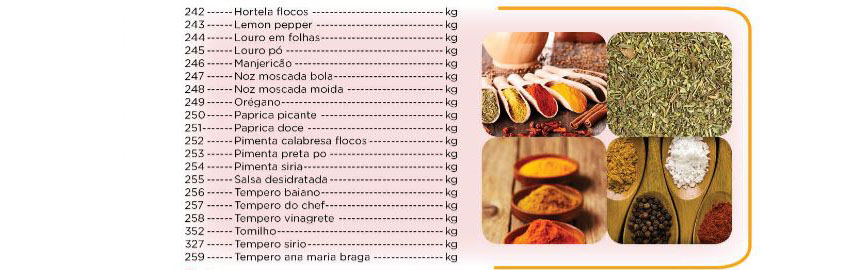 242 ------ Hortela flocos ------------------------------ kg
243 ------ Lemon pepper ------------------------------ kg
244 ------ Louro em folhas---------------------------- kg
245 ------ Louro pó ----------------------------------- kg
246 ------ Manjericão ---------------------------------- kg
247 ------ Noz moscada bola------------------------- kg
248 ------ Noz moscada moida ---------------------- kg
249 ------ Orégano------------------------------------ kg
250 ------ Paprica picante ---------------------------- kg
251------ Paprica doce ------------------------------ kg
252 ------ Pimenta calabresa flocos ----------------- kg
253 ------ Pimenta preta po -------------------------- kg
254 ------ Pimenta siria------------------------------- kg
255 ------ Salsa desidratada -------------------------- kg
256 ------ Tempero baiano---------------------------- kg
257 ------ Tempero do chef--------------------------- kg
258 ------ Tempero vinagrete ------------------------ kg
352 ------ Tomilho------------------------------------- kg
327 ------ Tempero sirio------------------------------- kg
259 ------ Tempero ana maria braga ---------------- kg